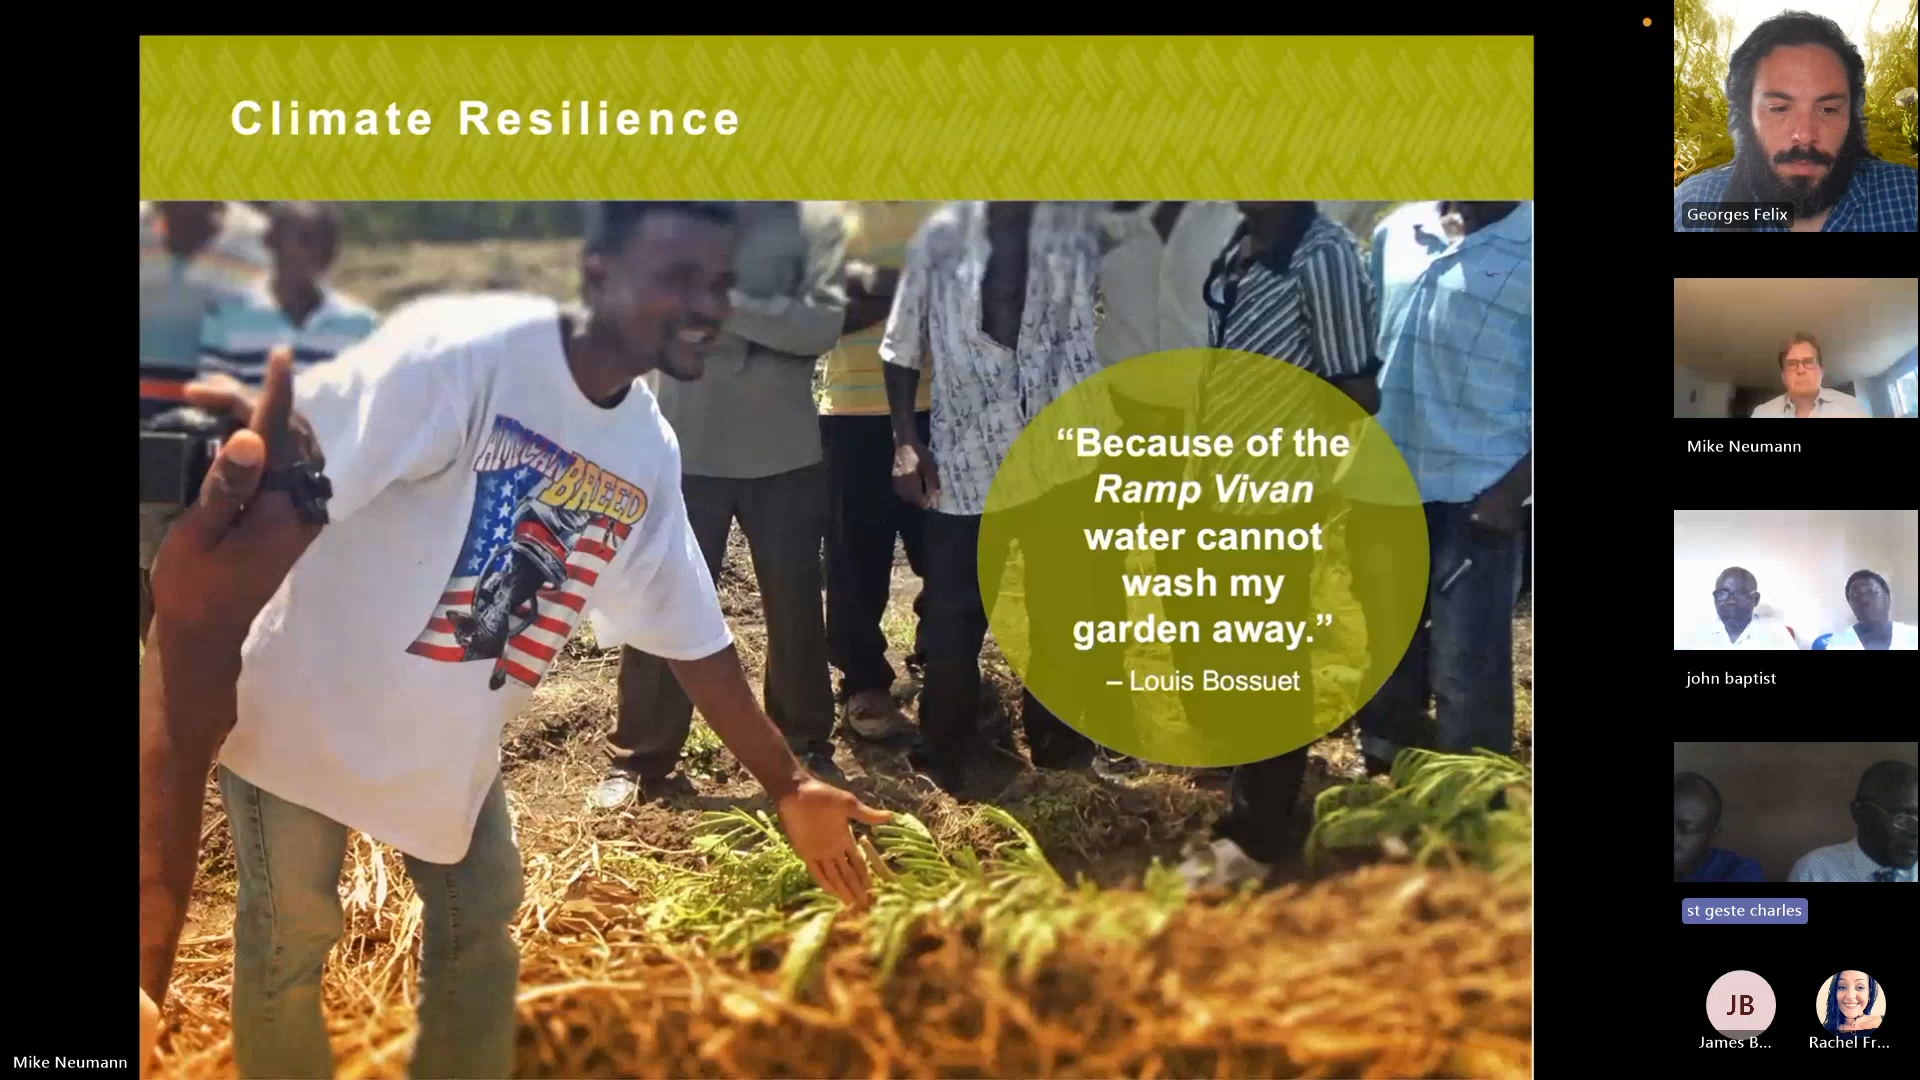 Climate Resilience
“Because of the
Ramp Vivan
water cannot
wash my
garden away.”
– Louis Bossuet
BREED
Georges Felix
Mike Neumann
john baptist
st geste charles
JB
James B...
Rachel Fr...
Mike Neumann